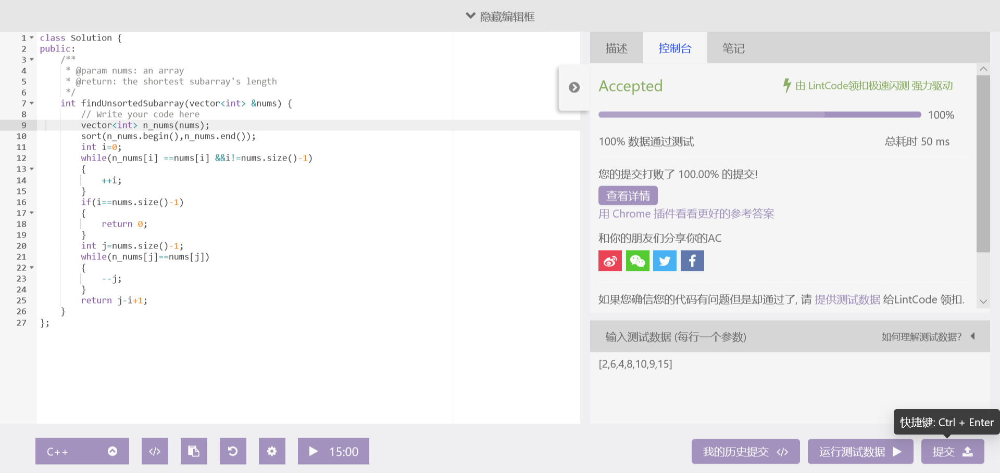 隐藏编辑框
1 class Solution {
2 public:
3     /**
4      * @param nums: an array
5      * @return: the shortest subarray's length
6      */
7     int findUnsortedSubarray(vector<int> &nums) {
8         // Write your code here
9         vector<int> n_nums(nums);
10         sort(n_nums.begin(),n_nums.end());
11         int i=0;
12         while(n_nums[i] ==nums[i] &&i!=nums.size()-1)
13         {
14             ++i;
15         }
16         if(i==nums.size()-1)
17         {
18             return 0;
19         }
20         int j=nums.size()-1;
21         while(n_nums[j]==nums[j])
22         {
23             --j;
24         }
25         return j-i+1;
26     }
27 };
描述 控制台 笔记
Accepted 由 LintCode领扣极速闪测 强力驱动
100%
100% 数据通过测试 总耗时 50 ms
您的提交打败了 100.00% 的提交!
查看详情
用 Chrome 插件看看更好的参考答案
和你的朋友们分享你的AC
如果您确信您的代码有问题但是却通过了, 请 提供测试数据 给LintCode 领扣.
输入测试数据 (每行一个参数) 如何理解测试数据?
[2,6,4,8,10,9,15]
快捷键: Ctrl + Enter
C++ 15:00 我的历史提交 运行测试数据 提交